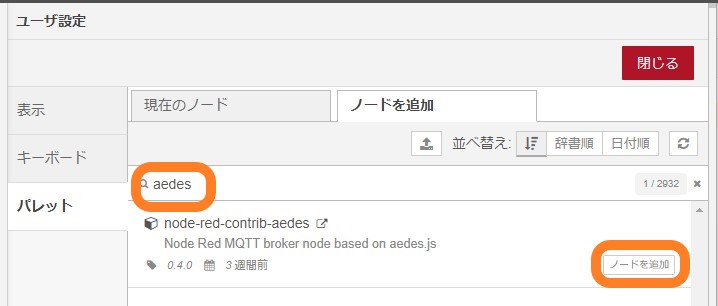 ユーザ設定
閉じる
表示
キーボード
パレット
現在のノード
ノードを追加
並べ替え:
辞書順
日付順
aedes
1 / 2932
node-red-contrib-aedes
Node Red MQTT broker node based on aedes.js
0.4.0
3 週間前
ノードを追加